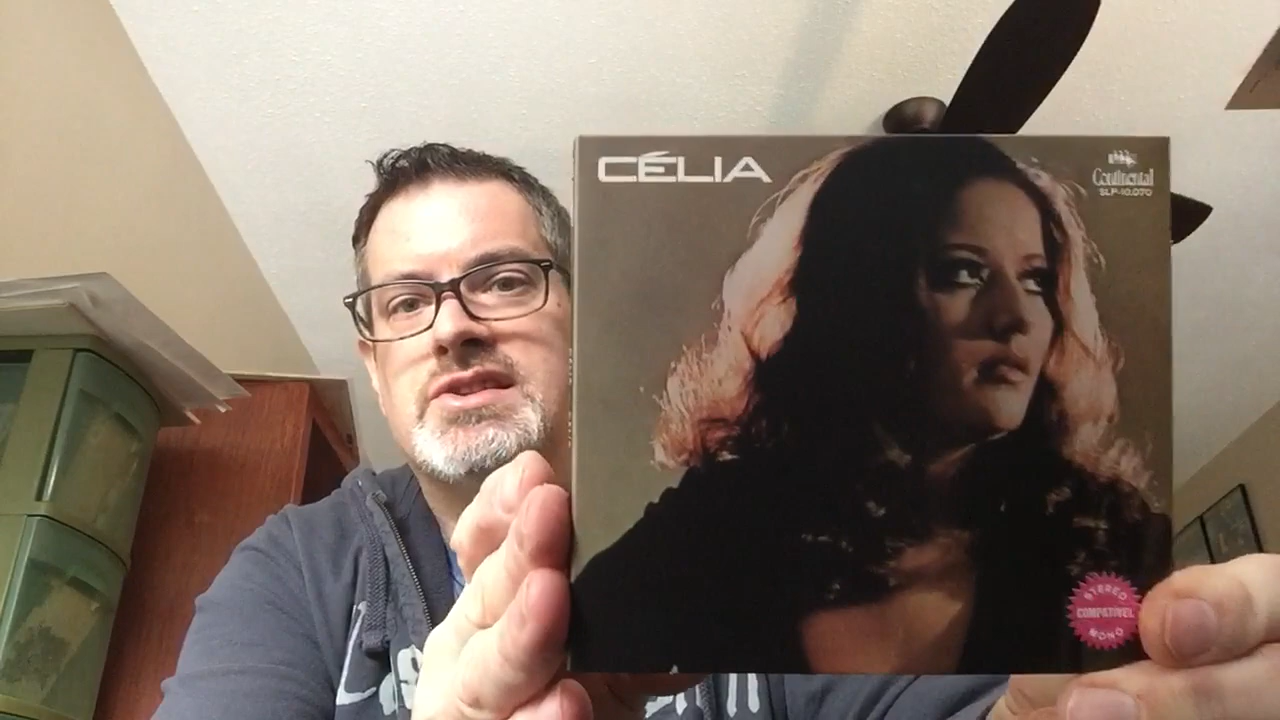 CÉLIA
Continental
SLP-10.070
STEREO
COMPATÍVEL
MONO